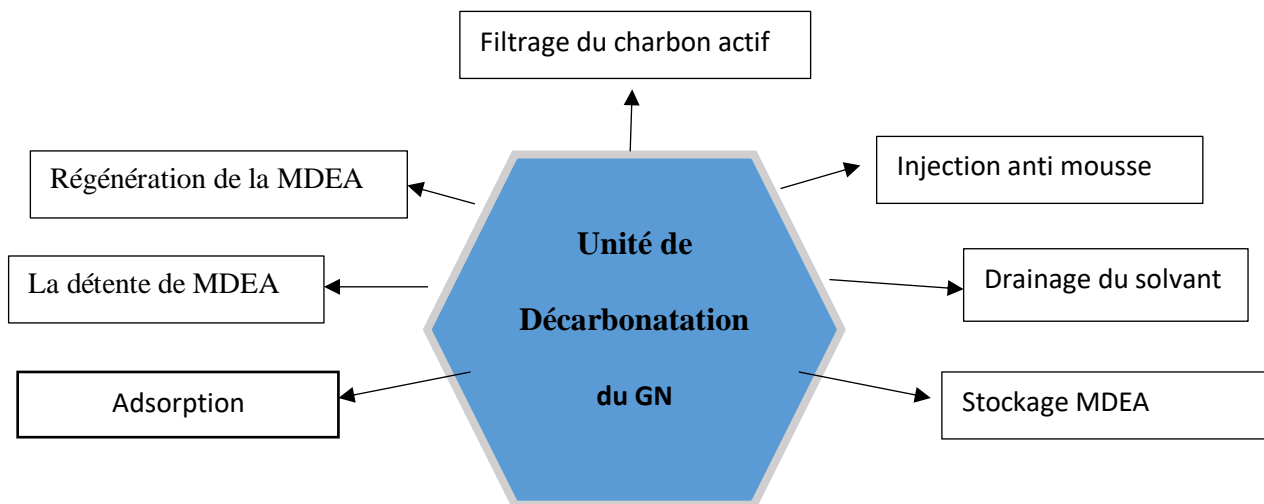 Filtrage du charbon actif
Régénération de la MDEA
Injection anti mousse
Unité de
Décarbonatation
du GN
La détente de MDEA
Drainage du solvant
Adsorption
Stockage MDEA